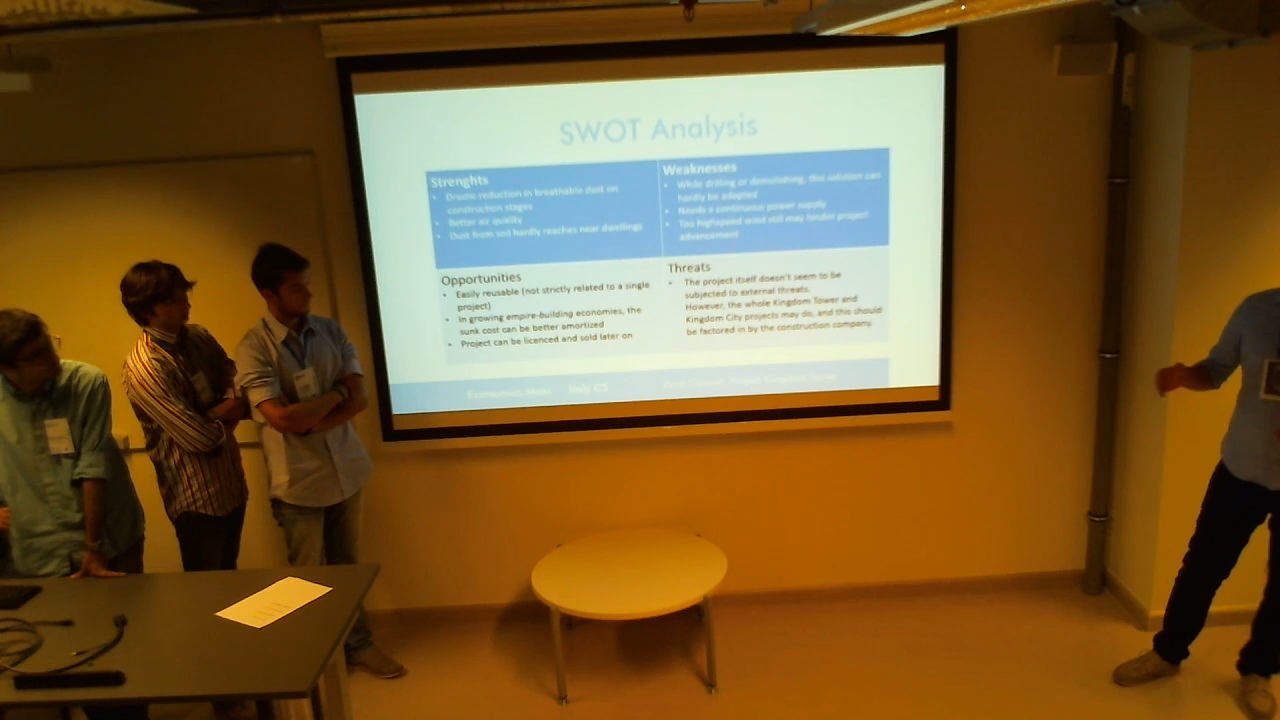 SWOT Analysis
Strenghts
• Drastic reduction in breathable dust on
construction stages
• Better air quality
• Dust from soil hardly reaches near dwellings
Weaknesses
• While drilling or demolishing, this solution can
hardly be adopted
• Needs a continuous power supply
• Too highspeed wind still may hinder project
advancement
Opportunities
• Easily reusable (not strictly related to a single
project)
• In growing empire-building economies, the
sunk cost can be better amortized
• Project can be licenced and sold later on
Threats
• The project itself doesn't seem to be
subjected to external threats.
However, the whole Kingdom Tower and
Kingdom City projects may do, and this should
be factored in by the construction company
Italy C5